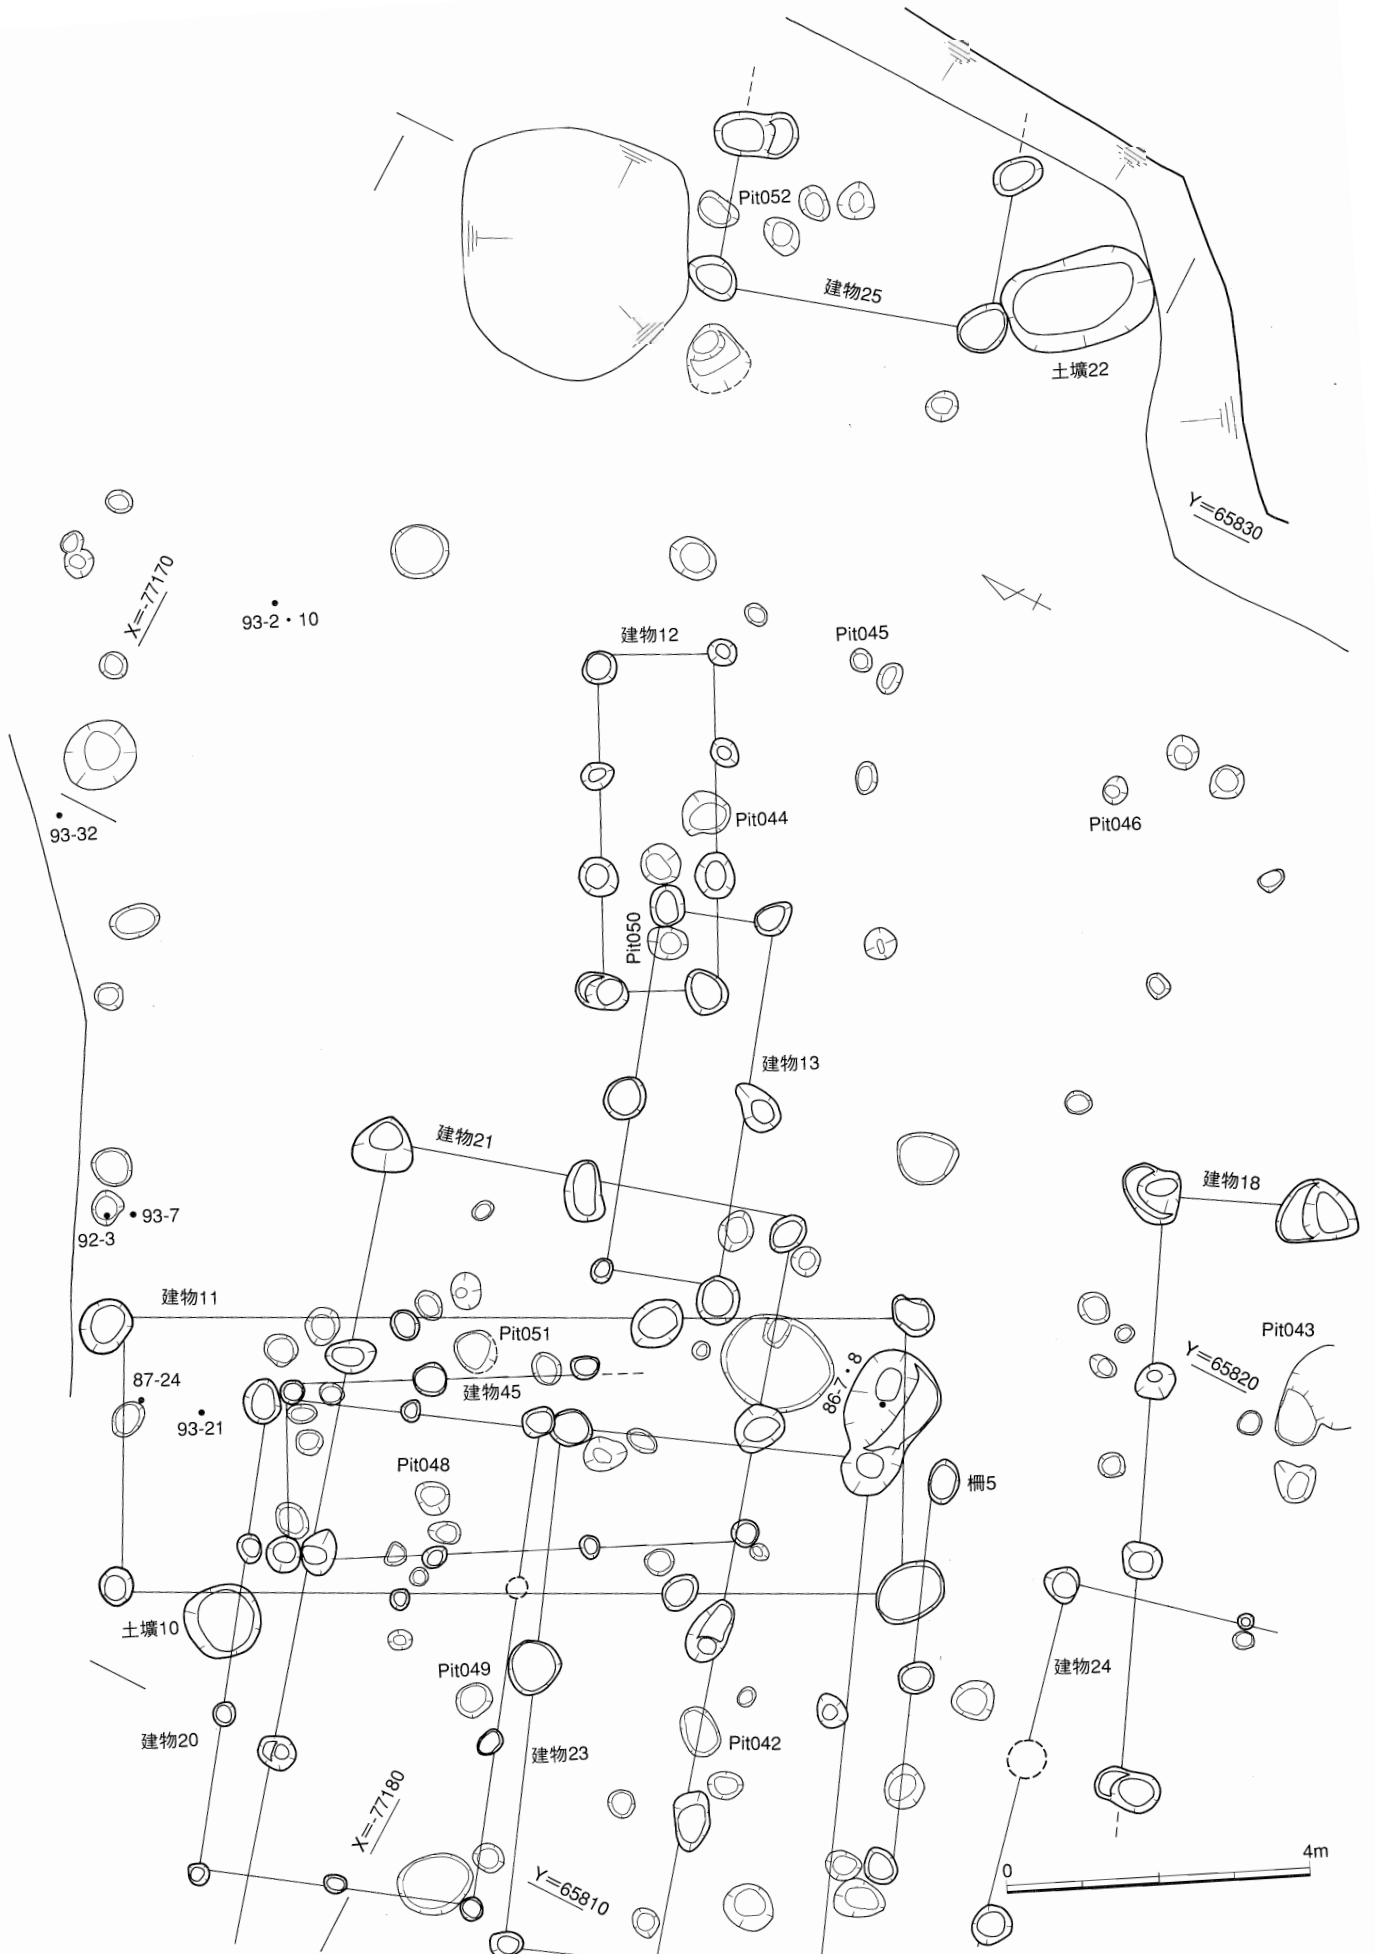 Pit052
建物25
土壙22
Y=65830
X=-77170
93-2・10
建物12
Pit045
93-32
Pit044
Pit046
Pit050
建物13
建物21
建物18
93-7
92-3
建物11
Pit051
Pit043
Y=65820
87-24
建物45
86-7・8
93-21
Pit048
柵5
土壙10
Pit049
建物24
建物20
建物23
Pit042
X=-77180
Y=65810
0
4m